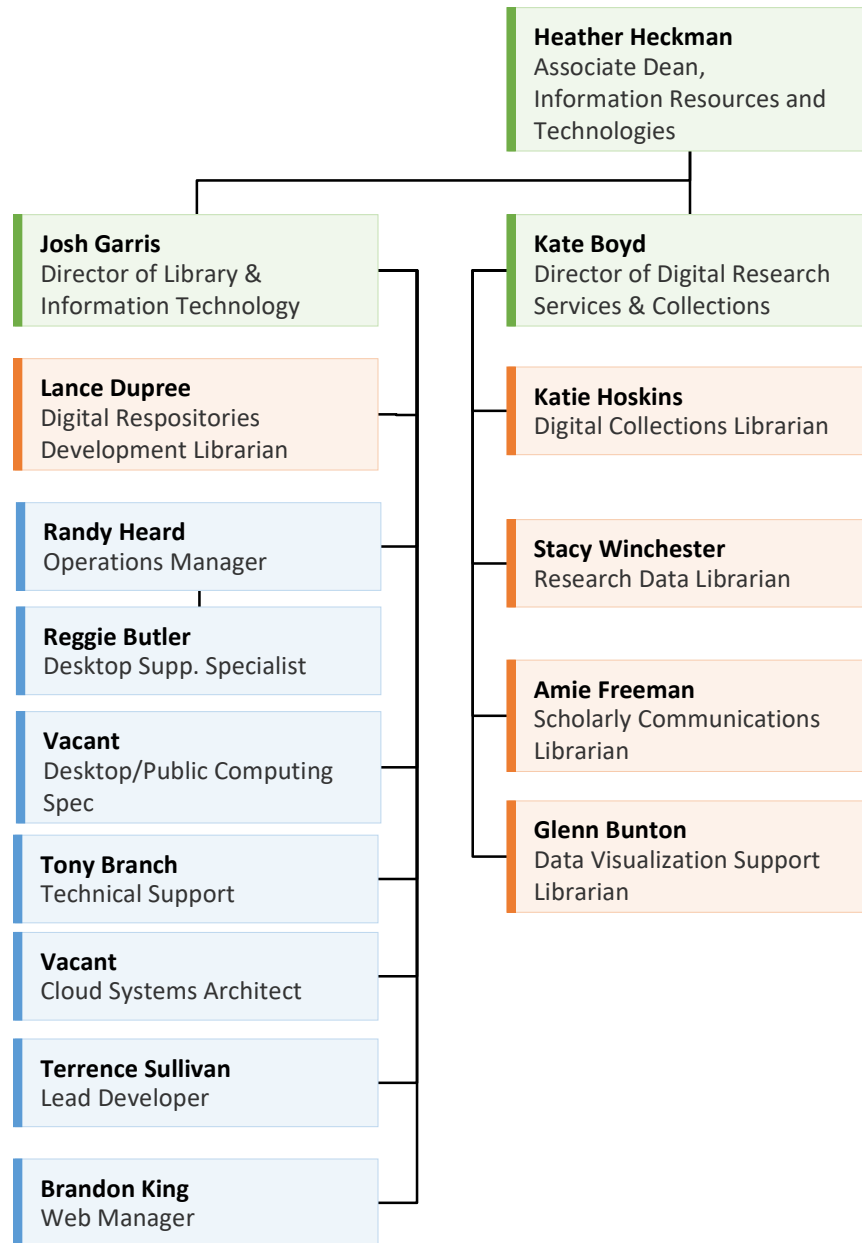 Heather Heckman
Associate Dean,
Information Resources and
Technologies
Josh Garris
Director of Library &
Information Technology
Lance Dupree
Digital Respositories
Development Librarian
Randy Heard
Operations Manager
Reggie Butler
Desktop Supp. Specialist
Vacant
Desktop/Public Computing
Spec
Tony Branch
Technical Support
Vacant
Cloud Systems Architect
Terrence Sullivan
Lead Developer
Brandon King
Web Manager
Kate Boyd
Director of Digital Research
Services & Collections
Katie Hoskins
Digital Collections Librarian
Stacy Winchester
Research Data Librarian
Amie Freeman
Scholarly Communications
Librarian
Glenn Bunton
Data Visualization Support
Librarian